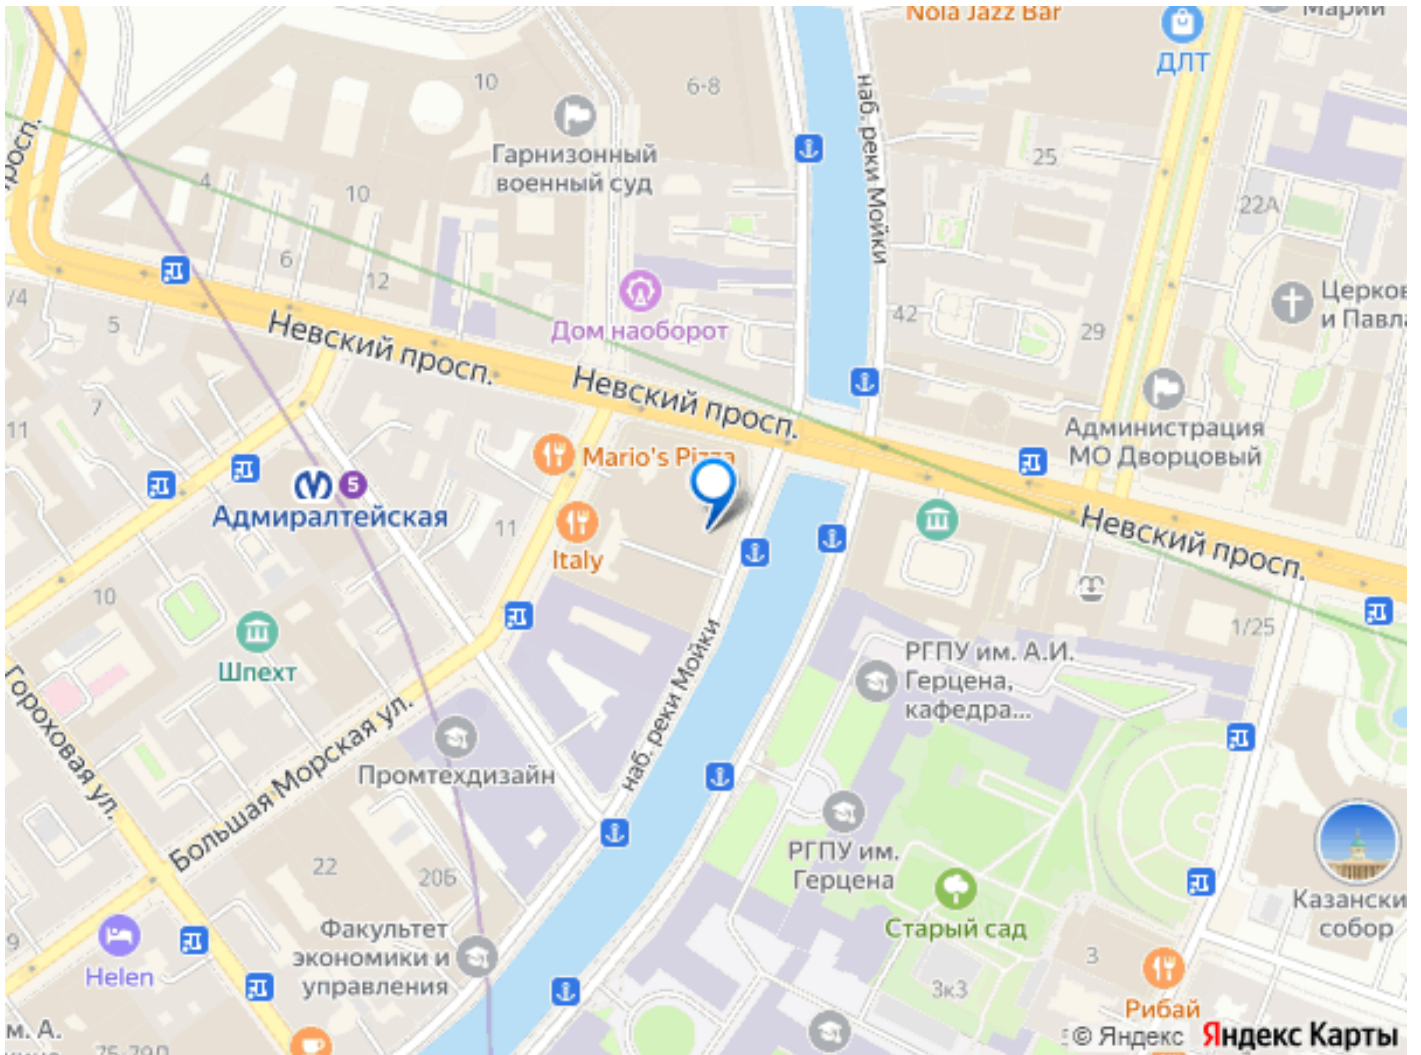 Nola Jazz Bar
ДЛТ
10
6-8
Гарнизонный
военный суд
наб. реки Мойки
25
22А
4
10
6
12
/4
5
Дом наоборот
42
29
Церков
и Павла
Невский просп.
Невский просп.
7
11
Администрация
МО Дворцовый
Mario's Pizza
5
Адмиралтейская
11
Italy
Невский просп.
10
Шпехт
1/25
РГПУ им. А.И.
Герцена,
кафедра...
наб. реки Мойки
Гороховая ул.
Большая Морская ул.
Промтехдизайн
22
20Б
РГПУ им.
Герцена
Старый сад
Казански
собор
9
Helen
Факультет
экономики и
управления
3
3к3
Рибай
м. А.
© Яндекс Яндекс Карты